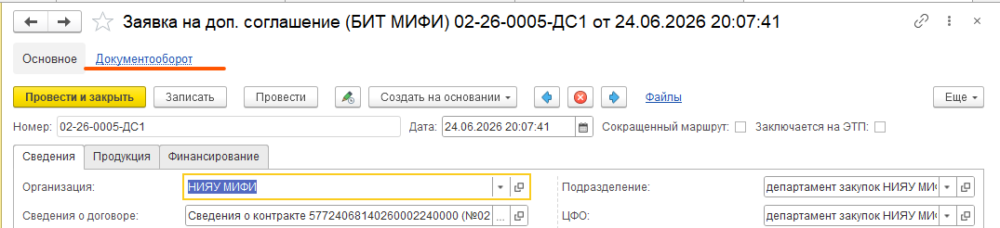 Заявка на доп. соглашение (БИТ МИФИ) 02-26-0005-ДС1 от 24.06.2026 20:07:41
Основное Документооборот
Провести и закрыть Записать Провести Создать на основании Файлы Еще
Номер: 02-26-0005-ДС1 Дата: 24.06.2026 20:07:41 Сокращенный маршрут: Заключается на ЭТП:
Сведения Продукция Финансирование
Организация: НИЯУ МИФИ Подразделение: департамент закупок НИЯУ МИ
Сведения о договоре: Сведения о контракте 57724068140260002240000 (№02 ... ЦФО: департамент закупок НИЯУ МИ